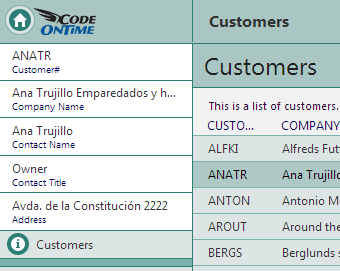 CODE
ONTIME
Customers
ANATR
Customer#
Ana Trujillo Emparedados y h...
Company Name
Ana Trujillo
Contact Name
Owner
Contact Title
Avda. de la Constitución 2222
Address
Customers
Customers
This is a list of customers.
CUSTO... COMPANY
ALFKI Alfreds Fut
ANATR Ana Trujillo
ANTON Antonio M
AROUT Around the
BERGS Berglunds s